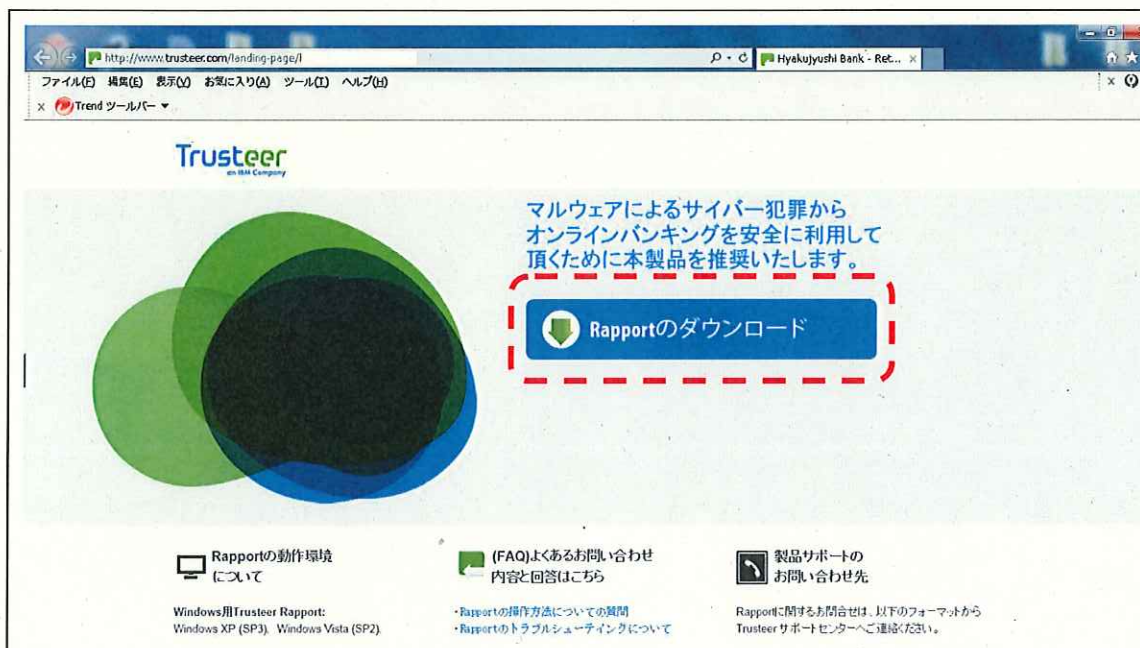 http://www.trusteer.com/landing-page/l
Hyakujyushi Bank - Ret...
ファイル(F) 編集(E) 表示(V) お気に入り(A) ツール(T) ヘルプ(H)
x Trend ツールバー ▼
Trusteer
an IBM Company
マルウェアによるサイバー犯罪から
オンラインバンキングを安全に利用して
頂くために本製品を推奨いたします。
Rapportのダウンロード
Rapportの動作環境
について
Windows用Trusteer Rapport:
Windows XP (SP3), Windows Vista (SP2),
(FAQ)よくあるお問い合わせ
内容と回答はこちら
・Rapportの操作方法についての質問
・Rapportのトラブルシューティングについて
製品サポートの
お問い合わせ先
Rapportに関するお問合せは、以下のフォーマットから
Trusteer サポートセンターへご連絡ください。